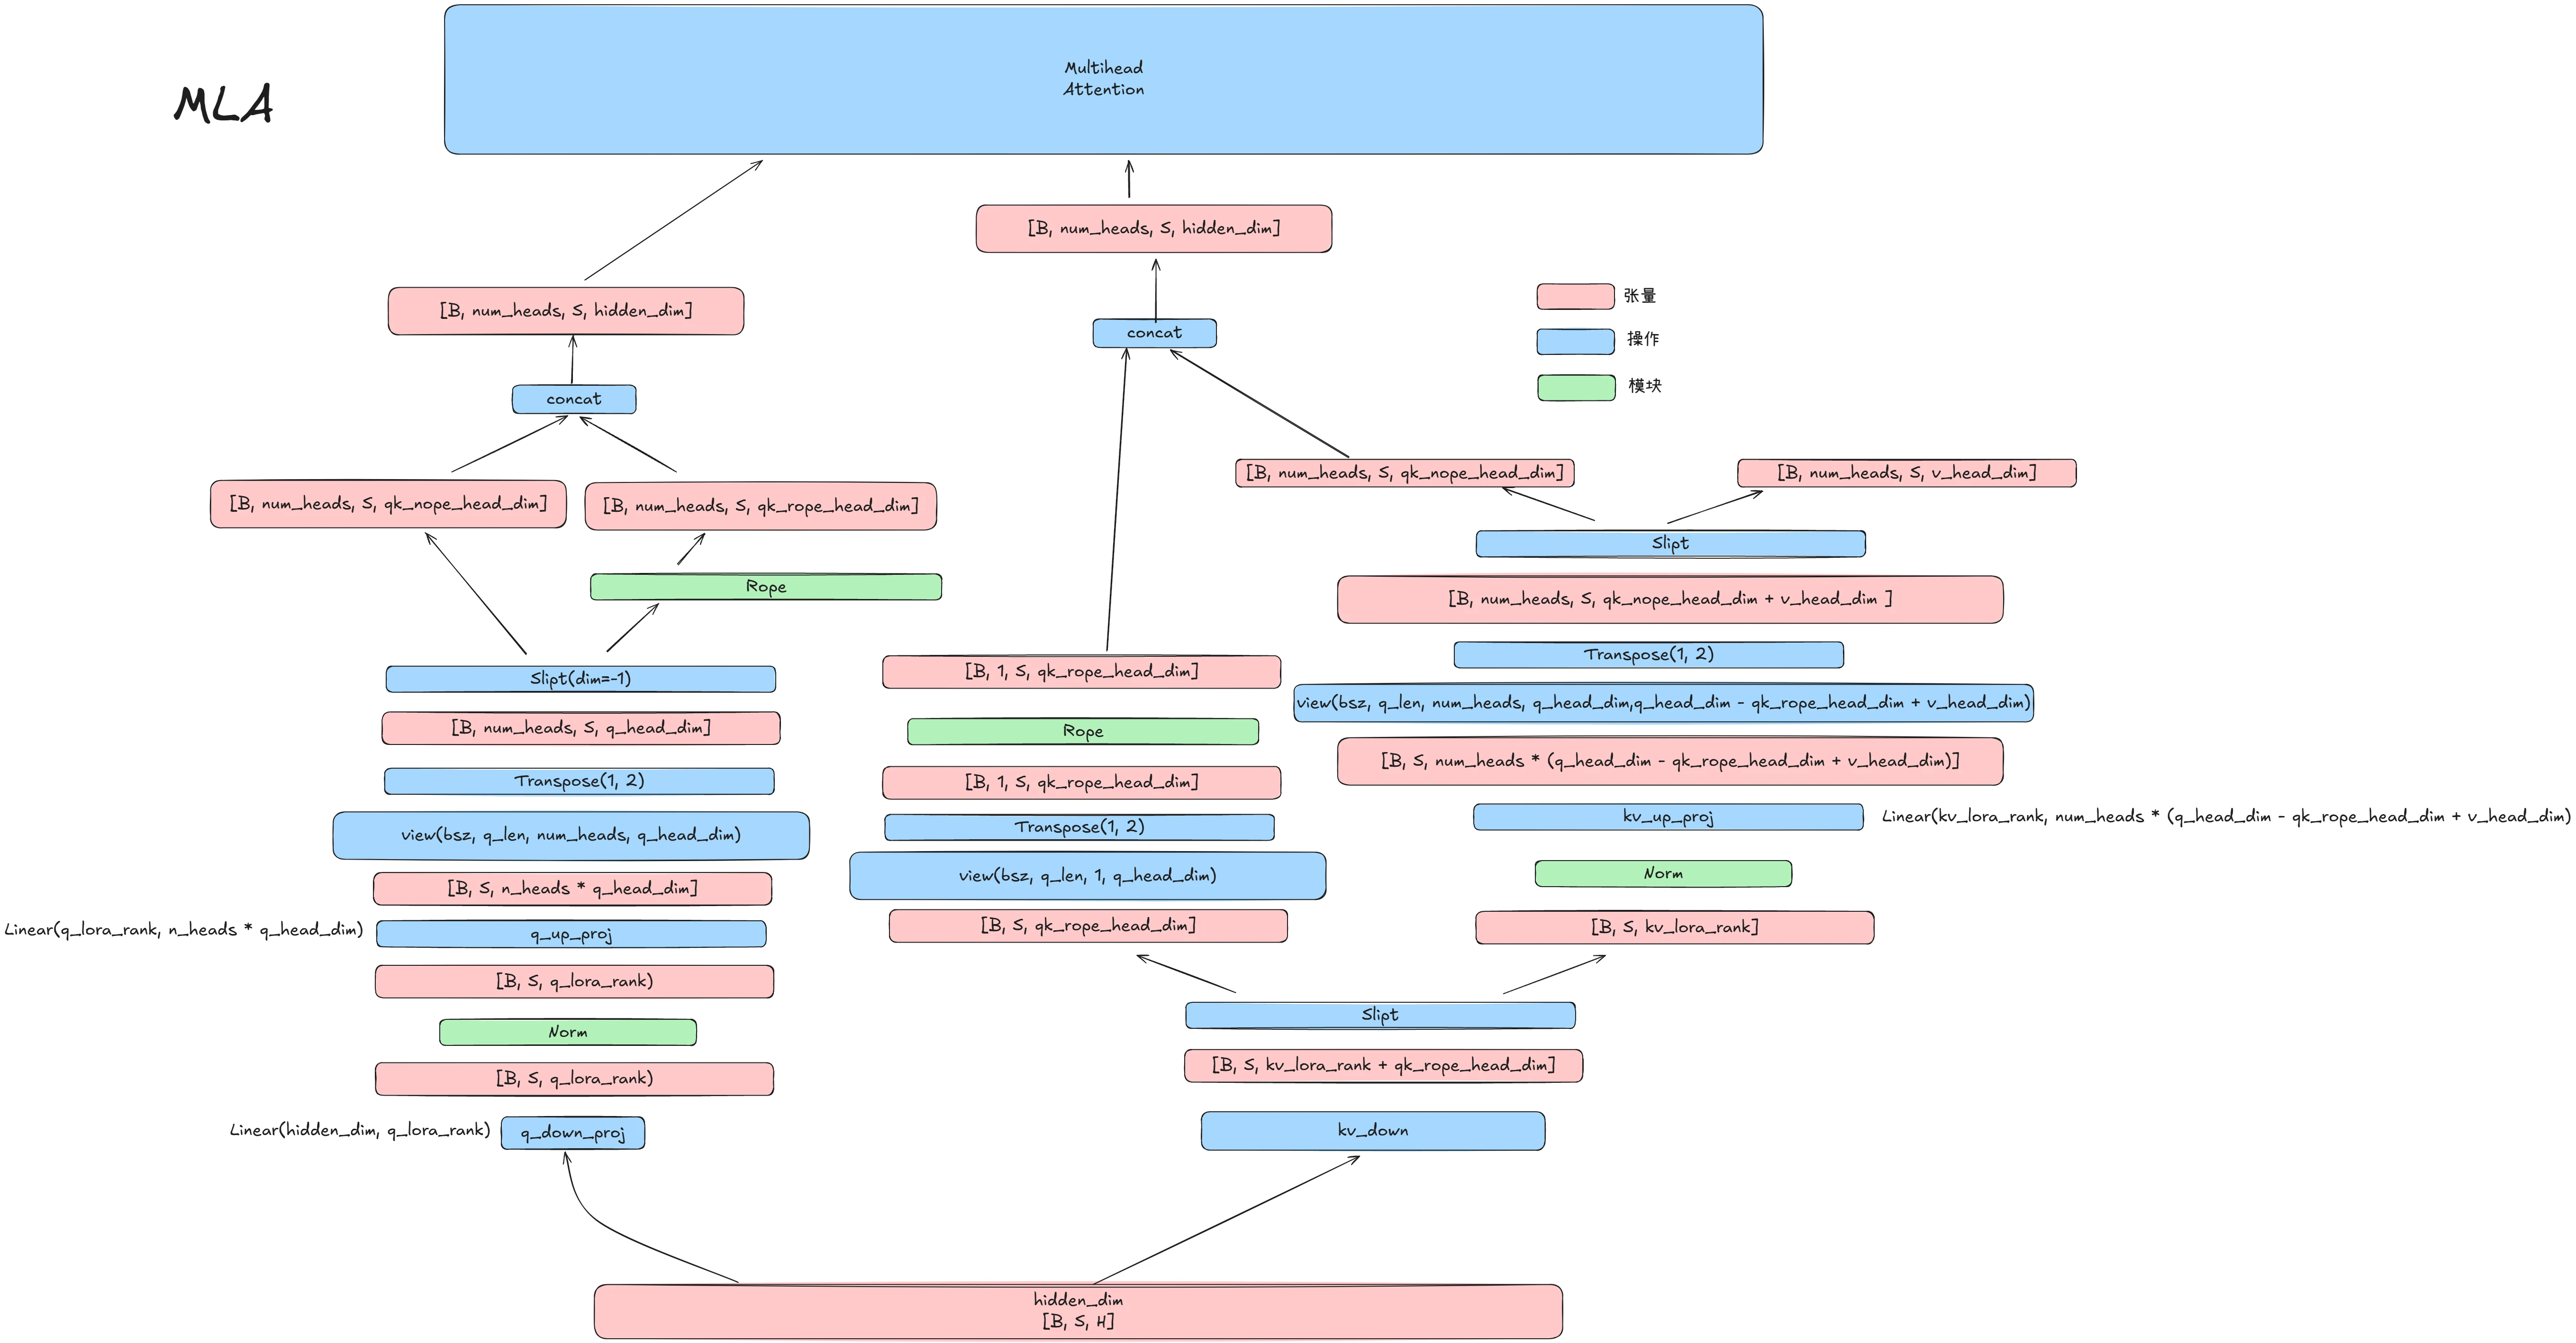 Multihead
Attention
MLA
[B, num_heads, S, hidden_dim]
[B, num_heads, S, hidden_dim]
张量
操作
模块
concat
concat
[B, num_heads, S, qk_nope_head_dim]
[B, num_heads, S, v_head_dim]
[B, num_heads, S, qk_nope_head_dim]
[B, num_heads, S, qk_rope_head_dim]
Slipt
Rope
[B, num_heads, S, qk_nope_head_dim + v_head_dim ]
Transpose(1, 2)
[B, 1, S, qk_rope_head_dim]
Slipt(dim=-1)
view(bsz, q_len, num_heads, q_head_dim,q_head_dim - qk_rope_head_dim + v_head_dim)
[B, num_heads, S, q_head_dim]
Rope
[B, S, num_heads * (q_head_dim - qk_rope_head_dim + v_head_dim)]
Transpose(1, 2)
[B, 1, S, qk_rope_head_dim]
kv_up_proj
Linear(kv_lora_rank, num_heads * (q_head_dim - qk_rope_head_dim + v_head_dim)
Transpose(1, 2)
view(bsz, q_len, num_heads, q_head_dim)
view(bsz, q_len, 1, q_head_dim)
Norm
[B, S, n_heads * q_head_dim]
[B, S, qk_rope_head_dim]
[B, S, kv_lora_rank]
Linear(q_lora_rank, n_heads * q_head_dim)
q_up_proj
[B, S, q_lora_rank)
Slipt
Norm
[B, S, kv_lora_rank + qk_rope_head_dim]
[B, S, q_lora_rank)
Linear(hidden_dim, q_lora_rank)
q_down_proj
kv_down
hidden_dim
[B, S, H]